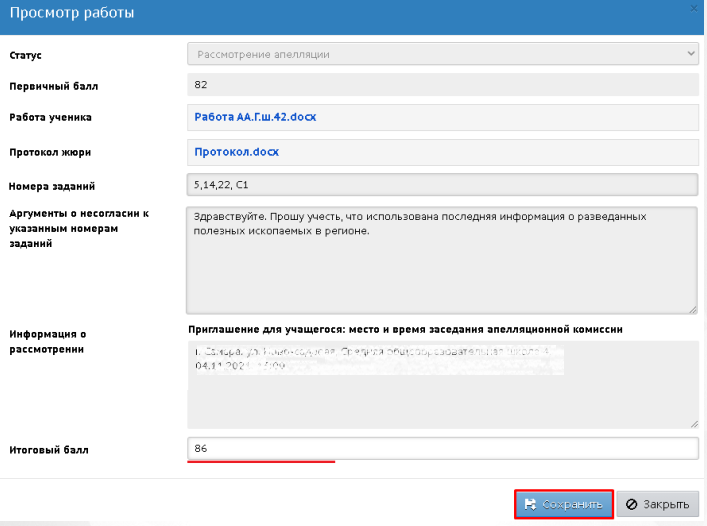 Просмотр работы
×
Статус
Рассмотрение апелляции
Первичный балл
82
Работа ученика
Работа АА.Г.ш.42.docx
Протокол жюри
Протокол.docx
Номера заданий
5,14,22, С1
Аргументы о несогласии к
указанным номерам
заданий
Здравствуйте. Прошу учесть, что использована последняя информация о разведанных
полезных ископаемых в регионе.
Информация о
рассмотрении
Приглашение для учащегося: место и время заседания апелляционной комиссии
г. Самара, ул.
Итоговый балл
86
Сохранить
Закрыть